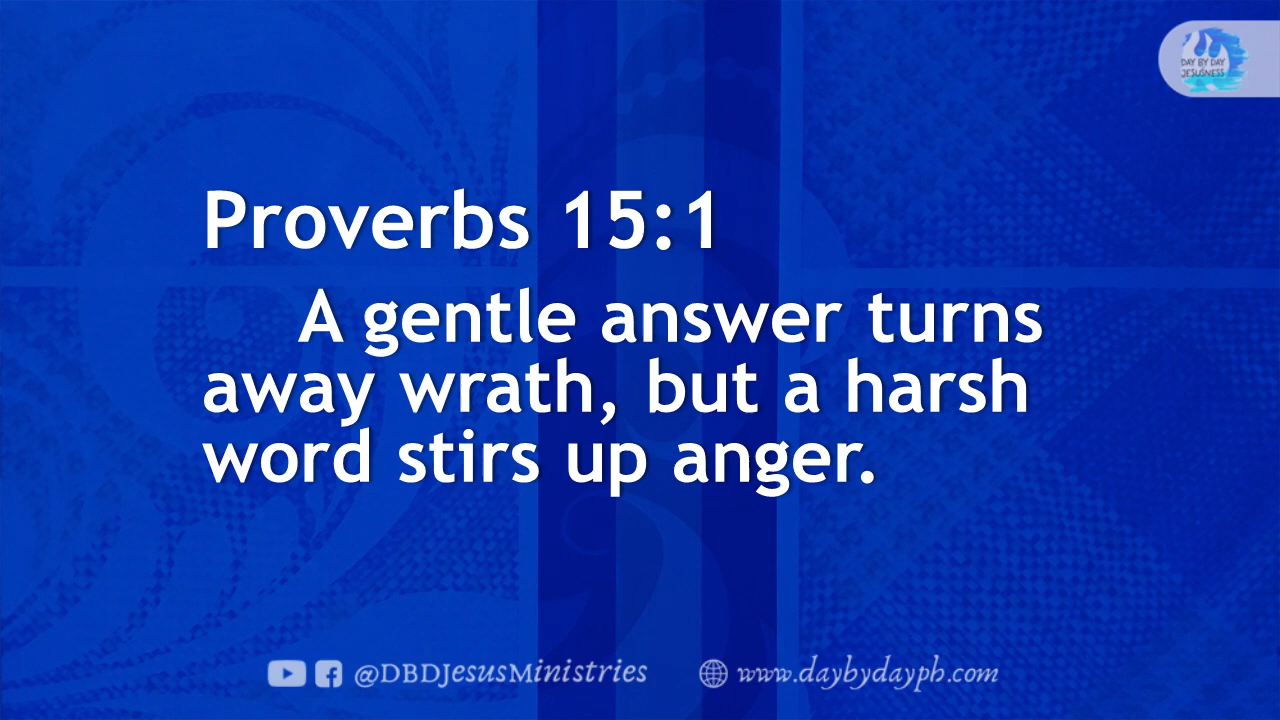 DAY BY DAY
JESUSNESS
Proverbs 15:1
A gentle answer turns
away wrath, but a harsh
word stirs up anger.
@DBDJesusMinistries
www.daybydayph.com